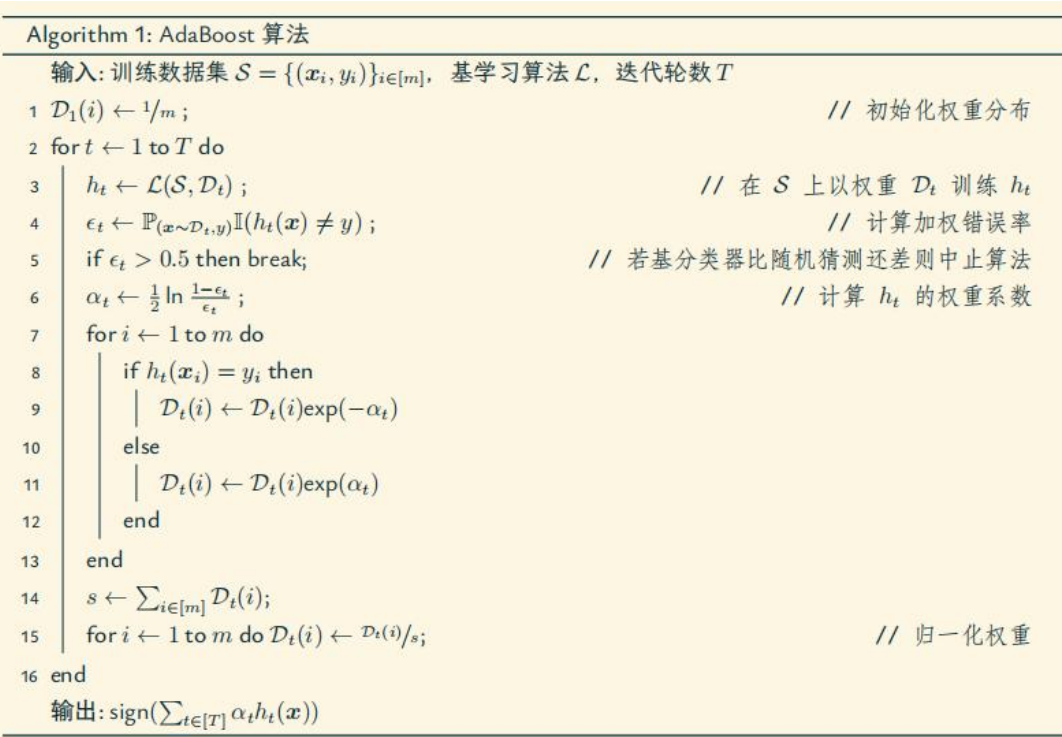 Algorithm 1: AdaBoost 算法
输入: 训练数据集 𝒮 = {(𝒙ᵢ, yᵢ)}ᵢ∈[m], 基学习算法 ℒ, 迭代轮数 T
1 𝒟₁(i) ← 1/m ; // 初始化权重分布
2 for t ← 1 to T do
3 hₜ ← ℒ(𝒮, 𝒟ₜ) ; // 在 𝒮 上以权重 𝒟ₜ 训练 hₜ
4 ϵₜ ← ℙ_(𝒙∼𝒟ₜ,y) 𝕀(hₜ(𝒙) ≠ y) ; // 计算加权错误率
5 if ϵₜ > 0.5 then break; // 若基分类器比随机猜测还差则中止算法
6 αₜ ← ½ ln (1−ϵₜ)/ϵₜ ; // 计算 hₜ 的权重系数
7 for i ← 1 to m do
8 if hₜ(𝒙ᵢ) = yᵢ then
9 𝒟ₜ(i) ← 𝒟ₜ(i)exp(−αₜ)
10 else
11 𝒟ₜ(i) ← 𝒟ₜ(i)exp(αₜ)
12 end
13 end
14 s ← ∑ᵢ∈[m] 𝒟ₜ(i);
15 for i ← 1 to m do 𝒟ₜ(i) ← 𝒟ₜ(i)/s; // 归一化权重
16 end
输出: sign(∑ₜ∈[T] αₜhₜ(𝒙))